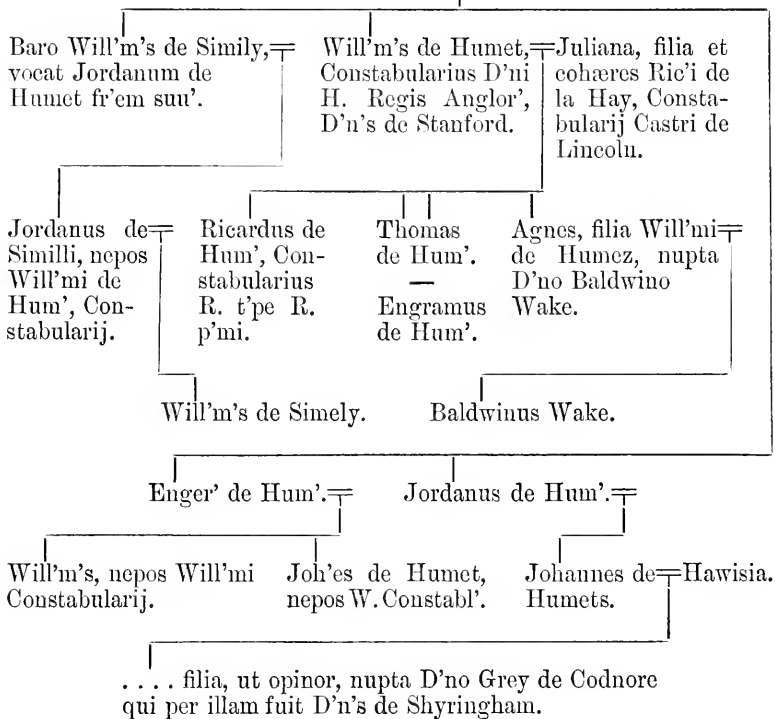 Baro Will'm's de Simily,
vocat Jordanum de
Humet fr'em suu'.
Will'm's de Humet,
Constabularius D'ni
H. Regis Anglor',
D'n's de Stanford.
Juliana, filia et
cohæres Ric'i de
la Hay, Consta-
bularij Castri de
Lincoln.
Jordanus de
Similli, nepos
Will'mi de
Hum', Con-
stabularij.
Ricardus de
Hum', Con-
stabularius
R. t'pe R.
p'mi.
Thomas
de Hum'.
—
Engramus
de Hum'.
Agnes, filia Will'mi
de Humez, nupta
D'no Baldwino
Wake.
Will'm's de Simely.
Baldwinus Wake.
Enger' de Hum'.
Jordanus de Hum'.
Will'm's, nepos Will'mi
Constabularij.
Joh'es de Humet,
nepos W. Constabl'.
Johannes de
Humets.
Hawisia.
. . . . filia, ut opinor, nupta D'no Grey de Codnore
qui per illam fuit D'n's de Shyringham.